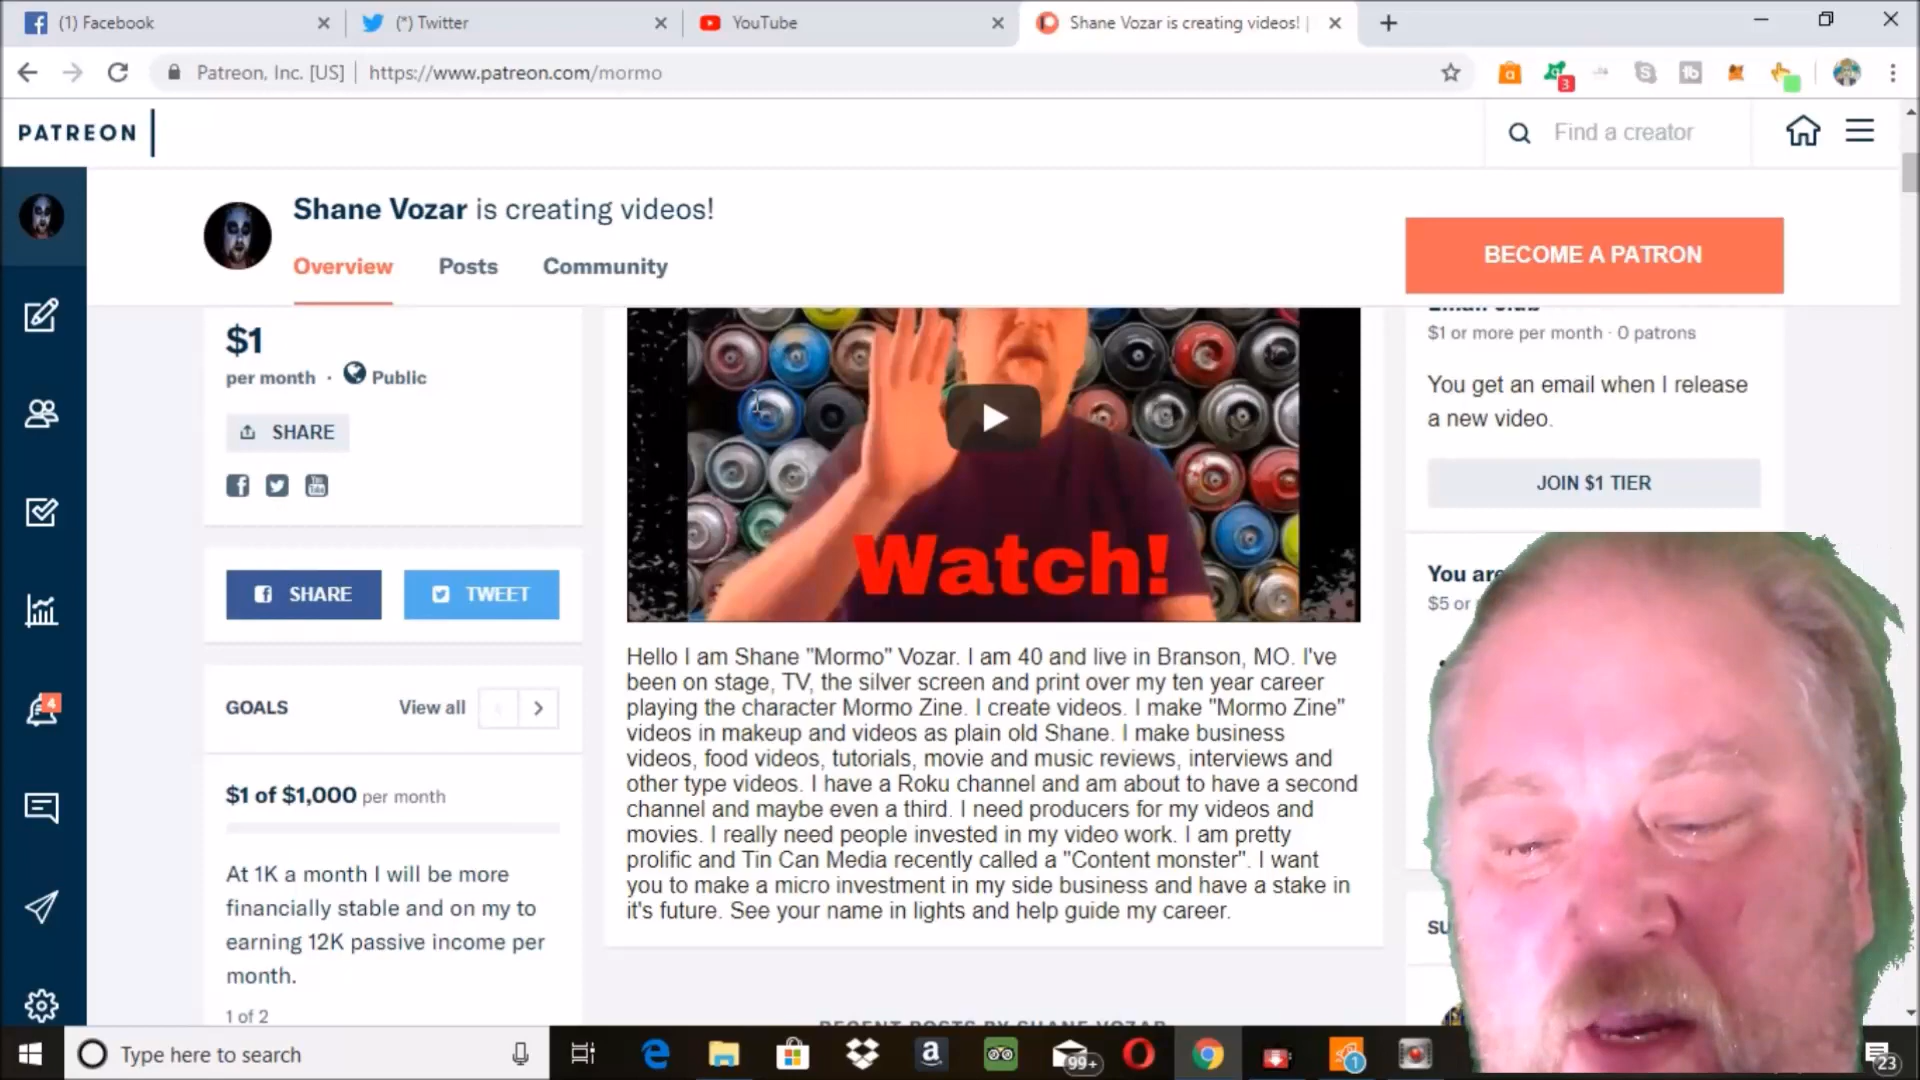 (1) Facebook
(*) Twitter
YouTube
Shane Vozar is creating videos! |
Patreon, Inc. [US] | https://www.patreon.com/mormo
3
PATREON
Find a creator
Shane Vozar is creating videos!
Overview
Posts
Community
BECOME A PATRON
$1
per month · Public
SHARE
SHARE
TWEET
GOALS
View all
$1 of $1,000 per month
At 1K a month I will be more
financially stable and on my to
earning 12K passive income per
month.
1 of 2
Watch!
Hello I am Shane "Mormo" Vozar. I am 40 and live in Branson, MO. I've
been on stage, TV, the silver screen and print over my ten year career
playing the character Mormo Zine. I create videos. I make "Mormo Zine"
videos in makeup and videos as plain old Shane. I make business
videos, food videos, tutorials, movie and music reviews, interviews and
other type videos. I have a Roku channel and am about to have a second
channel and maybe even a third. I need producers for my videos and
movies. I really need people invested in my video work. I am pretty
prolific and Tin Can Media recently called a "Content monster". I want
you to make a micro investment in my side business and have a stake in
it's future. See your name in lights and help guide my career.
RECENT POSTS BY SHANE VOZAR
$1 or more per month · 0 patrons
You get an email when I release
a new video.
JOIN $1 TIER
You are
$5 or
SU
4
Type here to search
99+
1
23